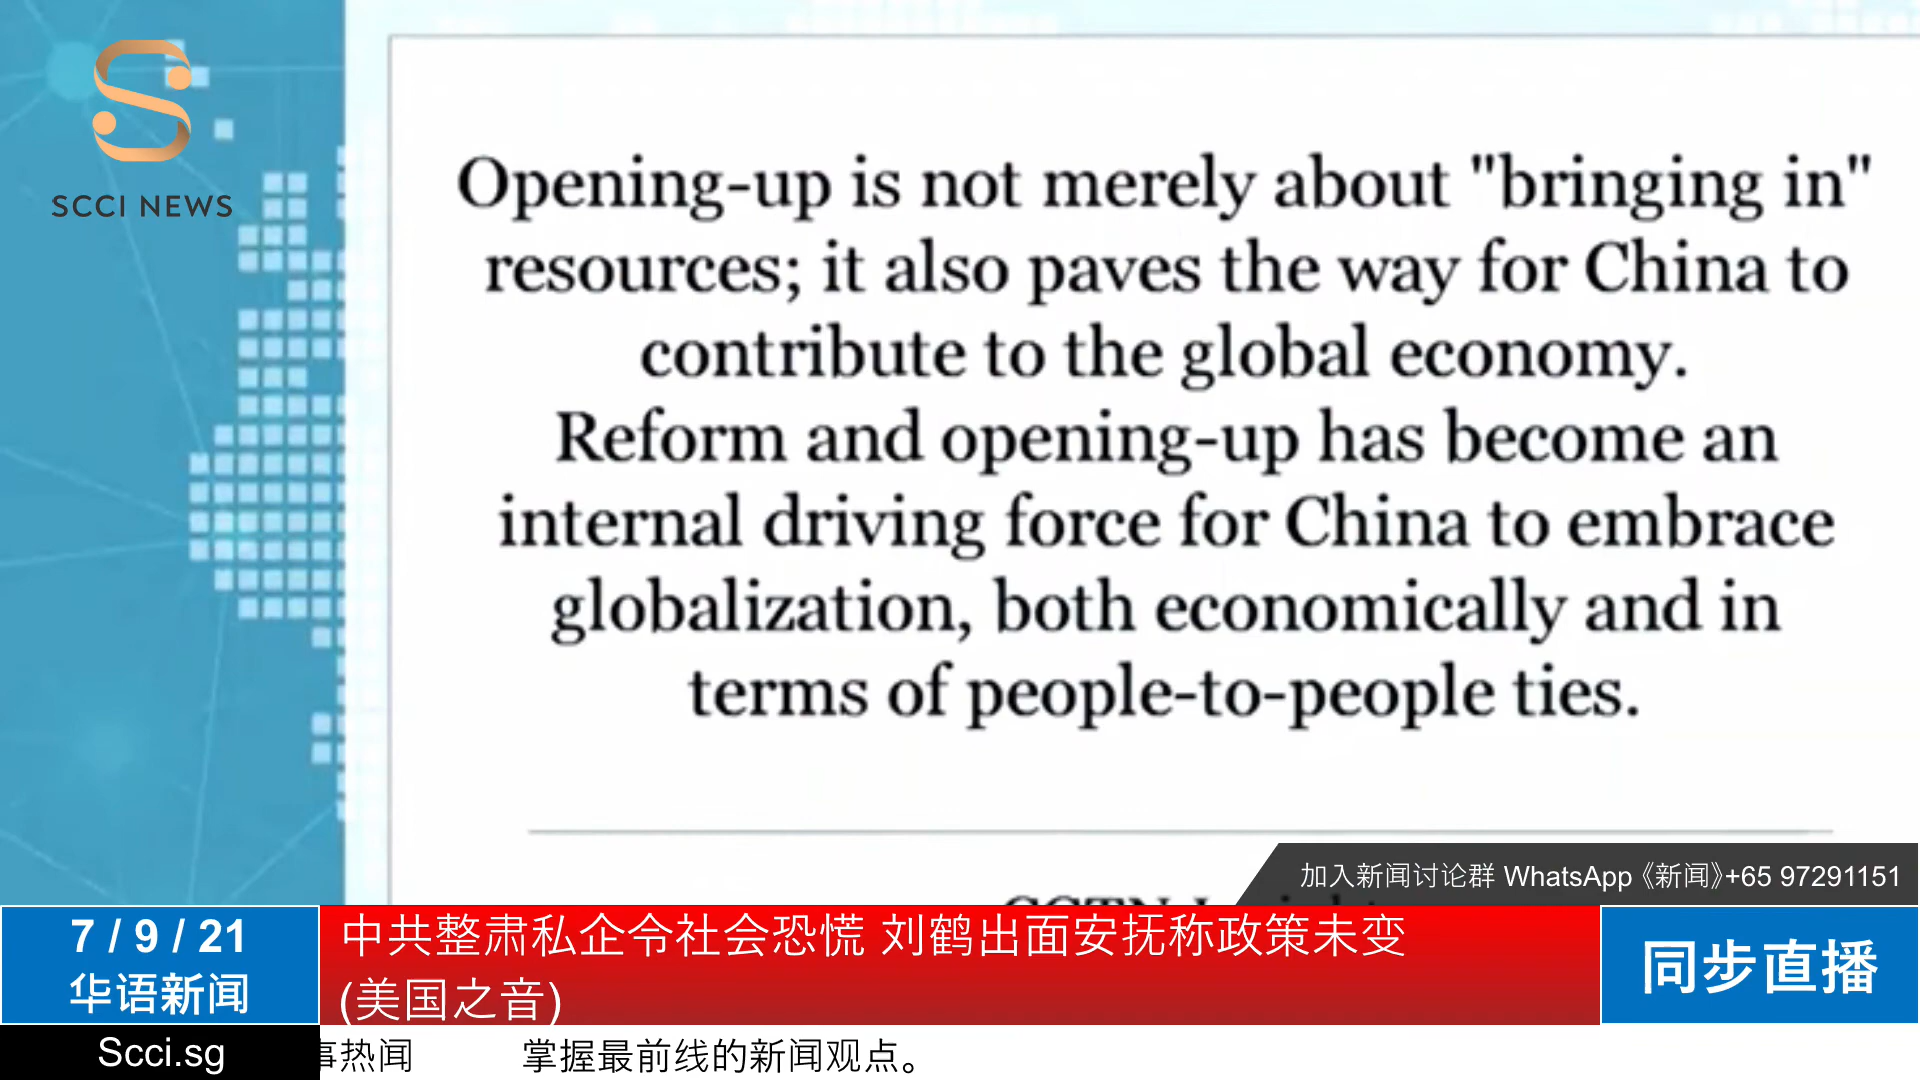 SCCI NEWS
Opening-up is not merely about "bringing in"
resources; it also paves the way for China to
contribute to the global economy.
Reform and opening-up has become an
internal driving force for China to embrace
globalization, both economically and in
terms of people-to-people ties.
加入新闻讨论群 WhatsApp《新闻》+65 97291151
7 / 9 / 21
华语新闻
中共整肃私企令社会恐慌 刘鹤出面安抚称政策未变
(美国之音)
同步直播
Scci.sg
热闻 掌握最前线的新闻观点。